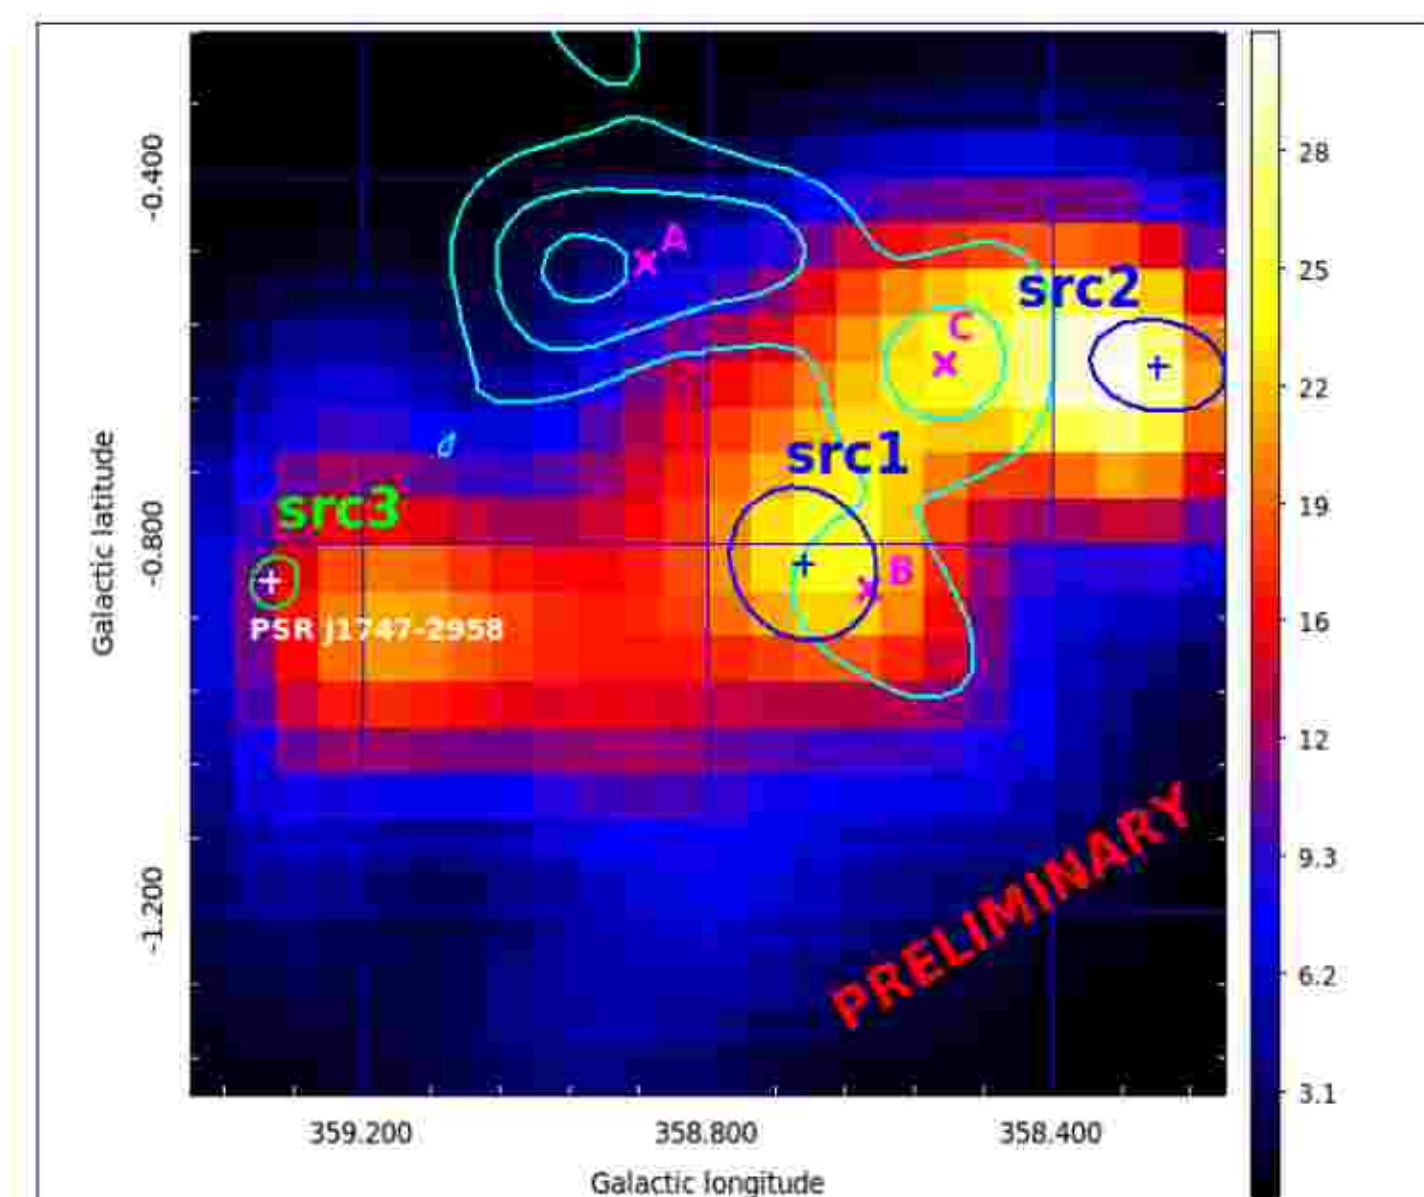 -0.400
A
28
25
src2
C
22
src1
19
src3
-0.800
B
PSR J1747-2958
16
Galactic latitude
12
PRELIMINARY
9.3
-1.200
6.2
3.1
359.200
358.800
358.400
Galactic longitude